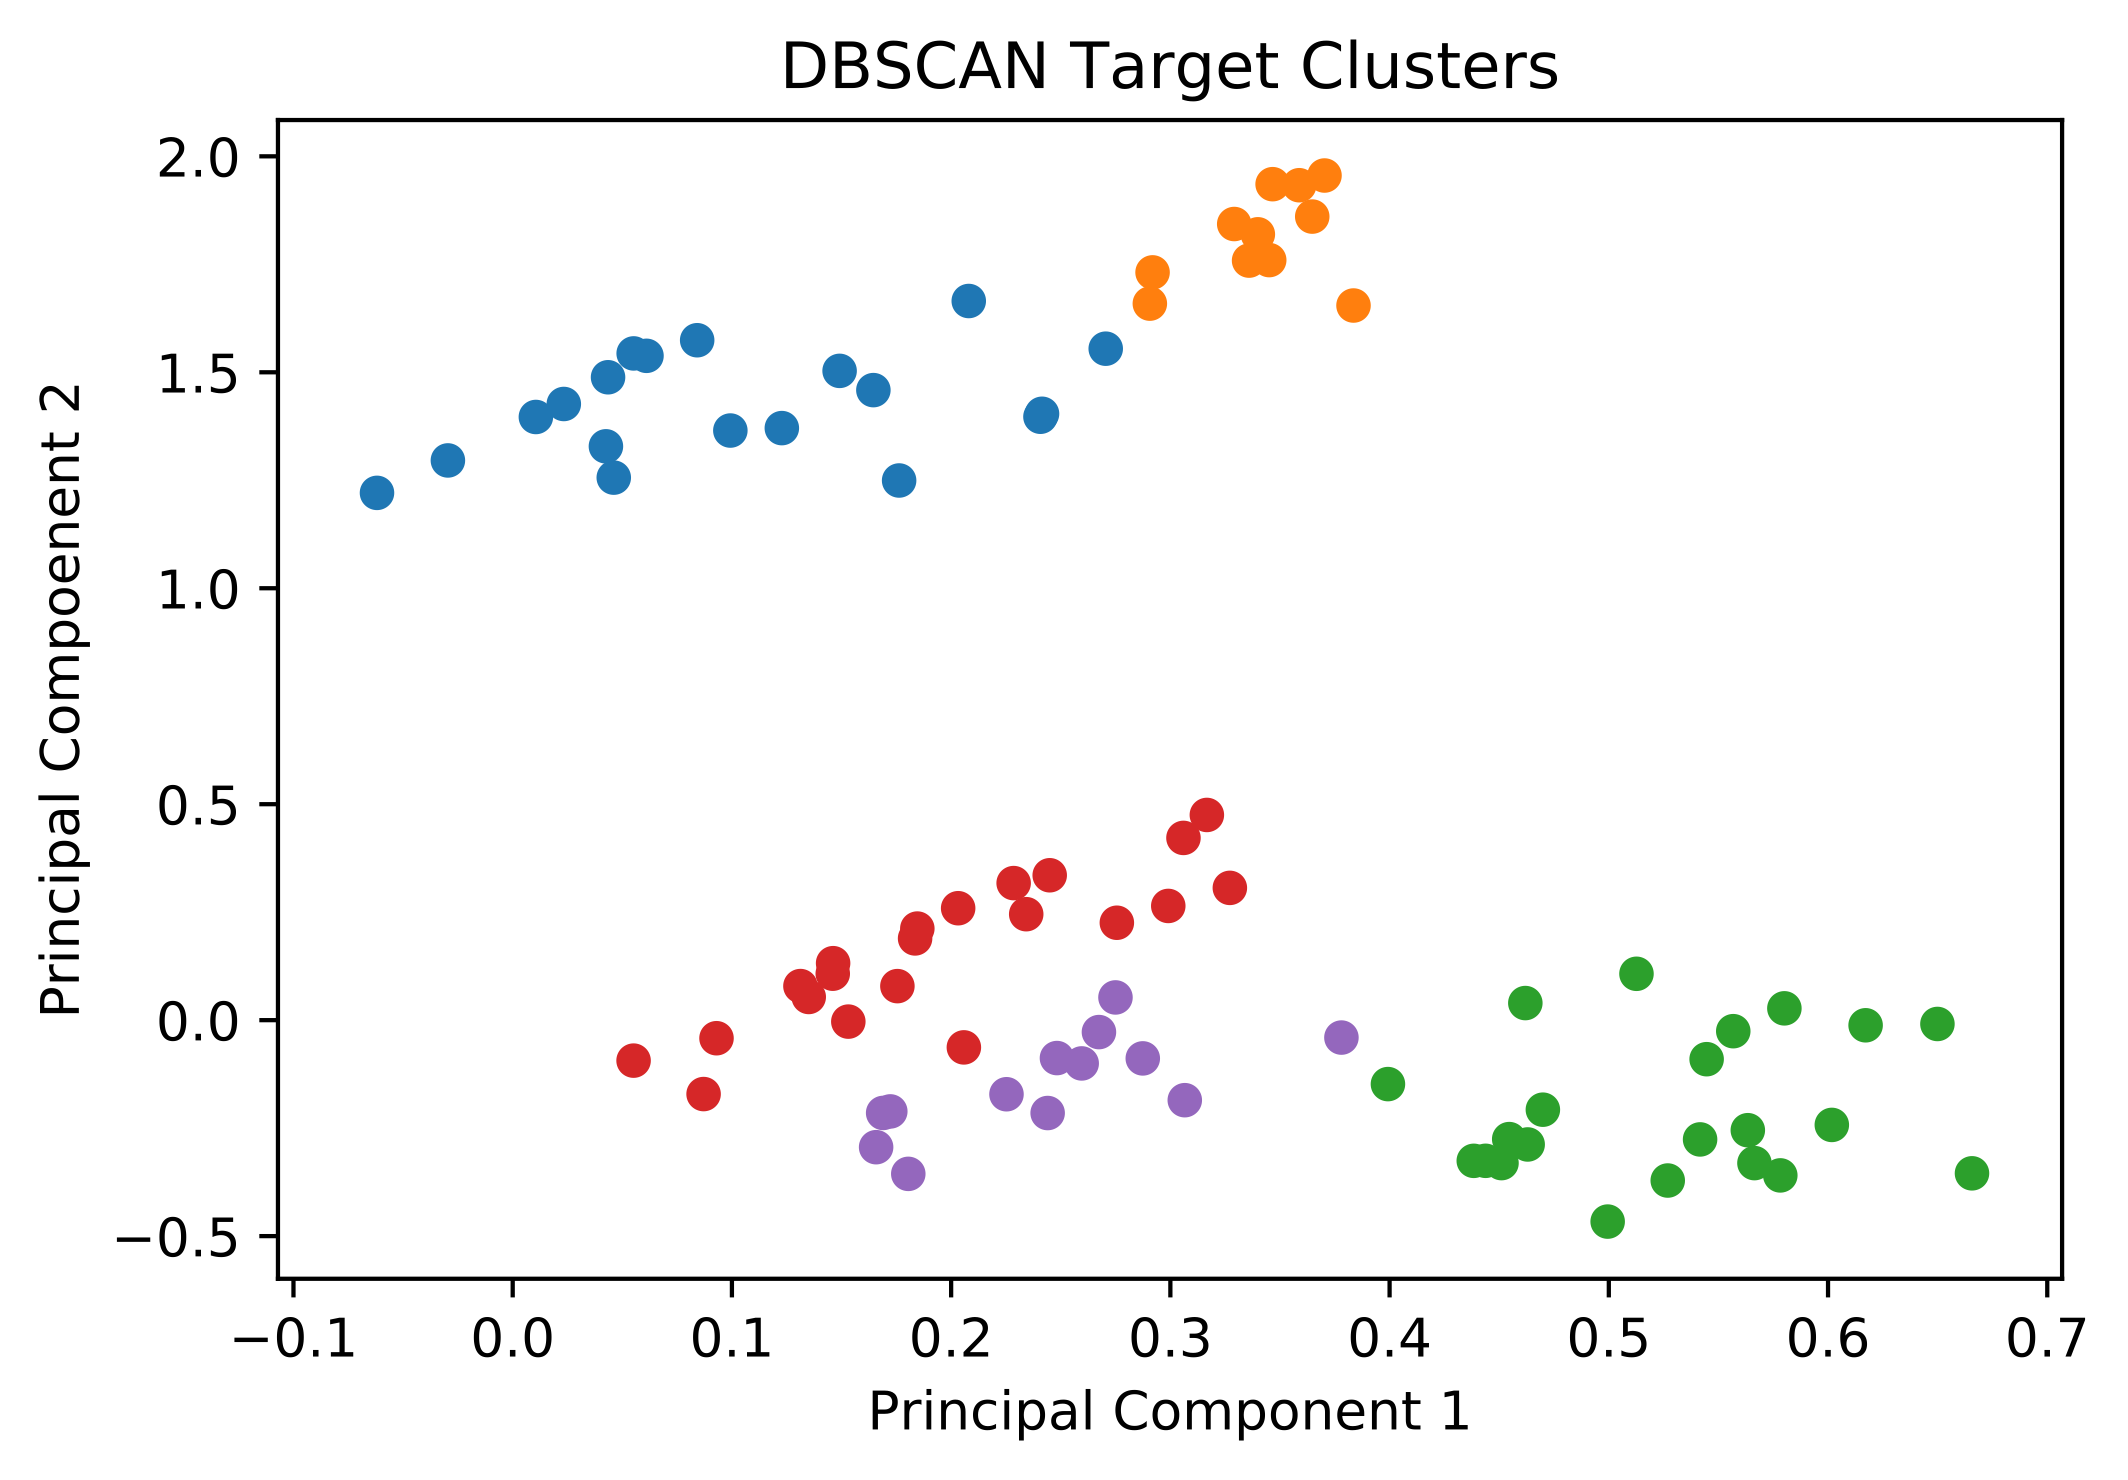 DBSCAN Target Clusters
2.0
1.5
1.0
0.5
0.0
−0.5
Principal Compoenent 2
−0.1 0.0 0.1 0.2 0.3 0.4 0.5 0.6 0.7
Principal Component 1